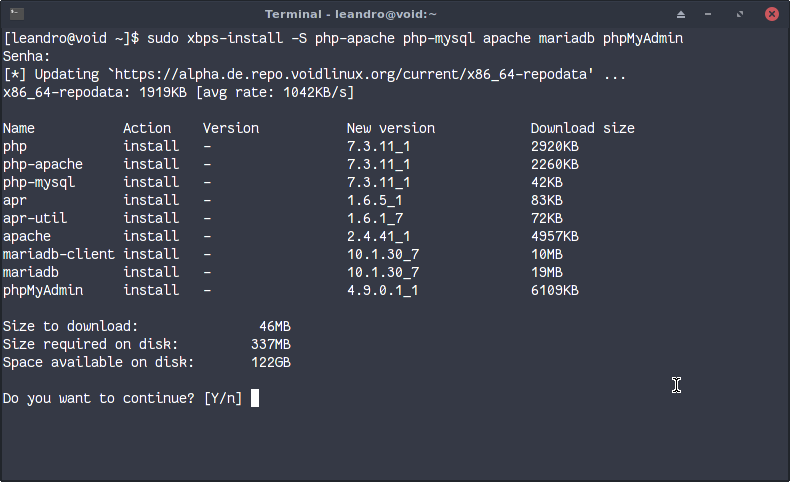 Terminal - leandro@void:~
[leandro@void ~]$ sudo xbps-install -S php-apache php-mysql apache mariadb phpMyAdmin
Senha:
[*] Updating `https://alpha.de.repo.voidlinux.org/current/x86_64-repodata' ...
x86_64-repodata: 1919KB [avg rate: 1042KB/s]
Name Action Version New version Download size
php install - 7.3.11_1 2920KB
php-apache install - 7.3.11_1 2260KB
php-mysql install - 7.3.11_1 42KB
apr install - 1.6.5_1 83KB
apr-util install - 1.6.1_7 72KB
apache install - 2.4.41_1 4957KB
mariadb-client install - 10.1.30_7 10MB
mariadb install - 10.1.30_7 19MB
phpMyAdmin install - 4.9.0.1_1 6109KB
Size to download: 46MB
Size required on disk: 337MB
Space available on disk: 122GB
Do you want to continue? [Y/n]